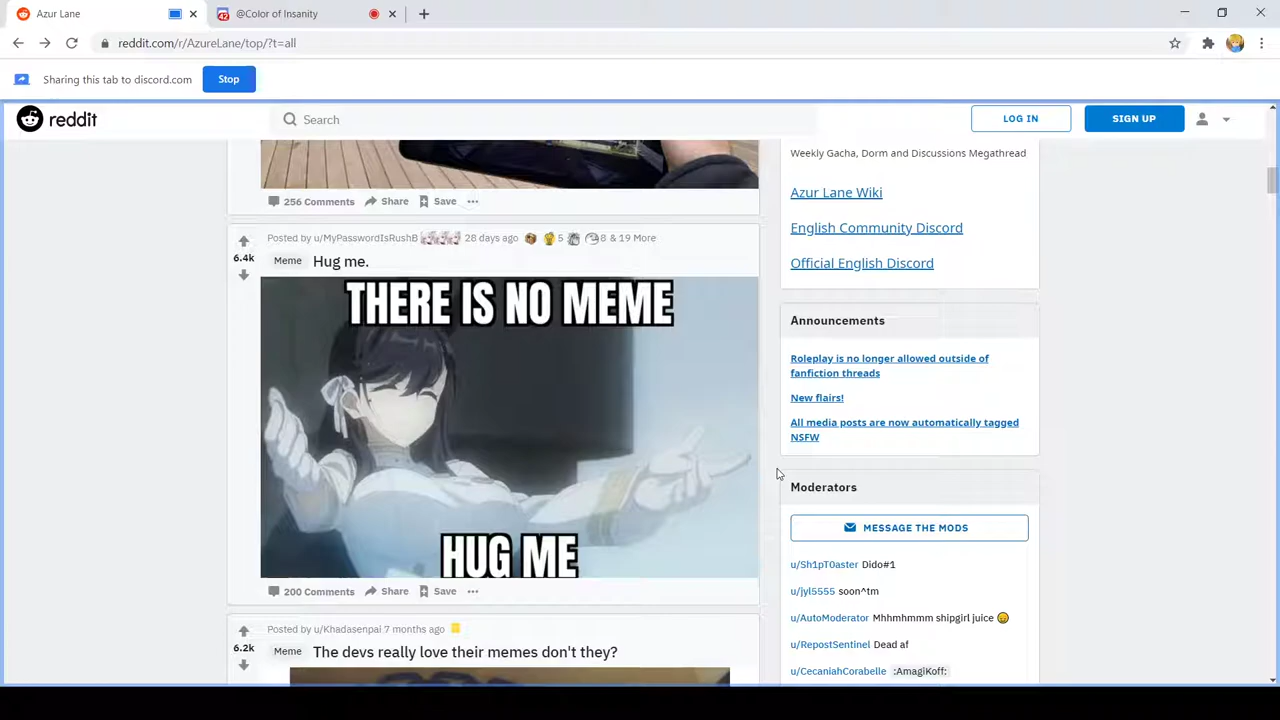 Azur Lane
@Color of Insanity
reddit.com/r/AzureLane/top/?t=all
Sharing this tab to discord.com
Stop
reddit
Search
LOG IN
SIGN UP
256 Comments
Share
Save
Posted by u/MyPasswordIsRushB
28 days ago
5
8 & 19 More
6.4k
Meme
Hug me.
THERE IS NO MEME
HUG ME
200 Comments
Share
Save
Posted by u/Khadasenpai 7 months ago
6.2k
Meme
The devs really love their memes don't they?
Weekly Gacha, Dorm and Discussions Megathread
Azur Lane Wiki
English Community Discord
Official English Discord
Announcements
Roleplay is no longer allowed outside of
fanfiction threads
New flairs!
All media posts are now automatically tagged
NSFW
Moderators
MESSAGE THE MODS
u/Sh1pT0aster Dido#1
u/jyl5555 soon^tm
u/AutoModerator Mhhmhmmm shipgirl juice
u/RepostSentinel Dead af
u/CecaniahCorabelle :AmagiKoff: